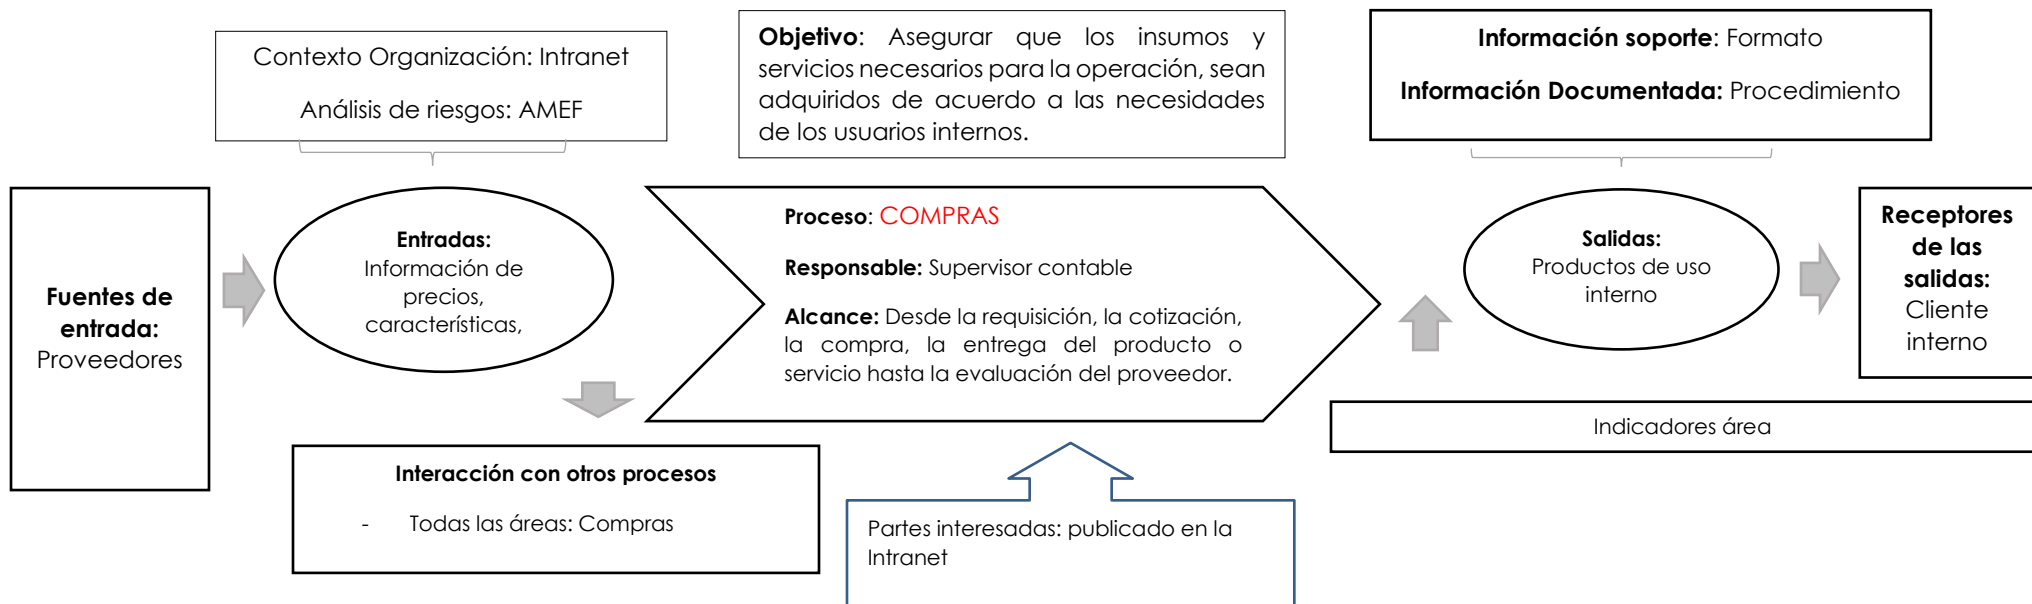 Contexto Organización: Intranet
Análisis de riesgos: AMEF
Objetivo: Asegurar que los insumos y
servicios necesarios para la operación, sean
adquiridos de acuerdo a las necesidades
de los usuarios internos.
Información soporte: Formato
Información Documentada: Procedimiento
Fuentes de
entrada:
Proveedores
Entradas:
Información de
precios,
características,
Proceso: COMPRAS
Responsable: Supervisor contable
Alcance: Desde la requisición, la cotización,
la compra, la entrega del producto o
servicio hasta la evaluación del proveedor.
Salidas:
Productos de uso
interno
Receptores
de las
salidas:
Cliente
interno
Indicadores área
Interacción con otros procesos
- Todas las áreas: Compras
Partes interesadas: publicado en la
Intranet